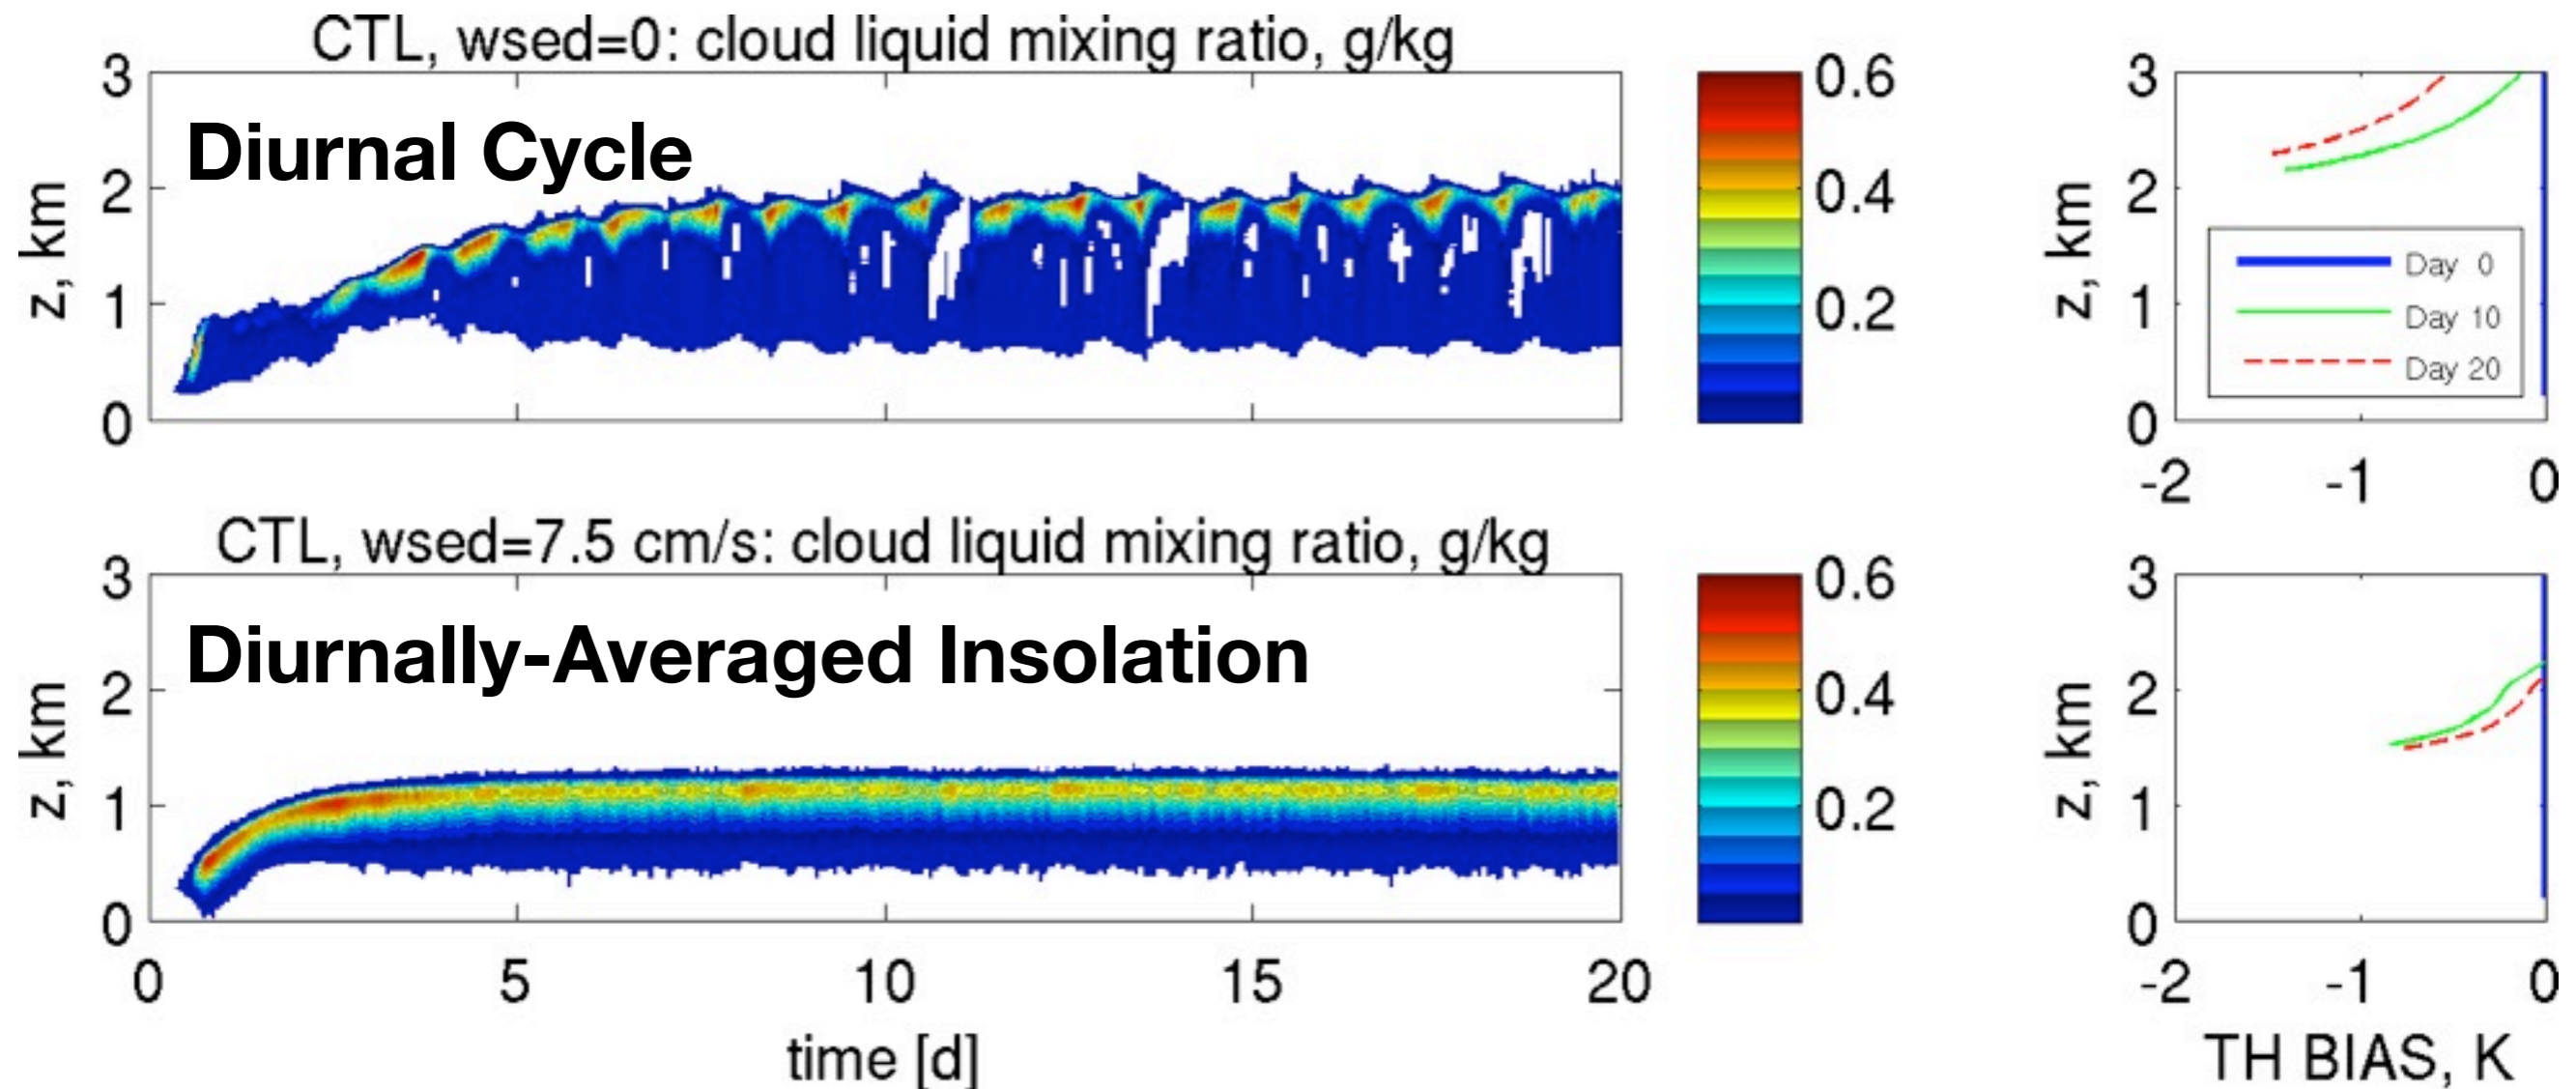 CTL, wsed=0: cloud liquid mixing ratio, g/kg
Diurnal Cycle
z, km
3
2
1
0
0.6
0.4
0.2
z, km
3
2
1
0
Day 0
Day 10
Day 20
-2 -1 0
CTL, wsed=7.5 cm/s: cloud liquid mixing ratio, g/kg
Diurnally-Averaged Insolation
z, km
3
2
1
0
0 5 10 15 20
time [d]
0.6
0.4
0.2
z, km
3
2
1
0
-2 -1 0
TH BIAS, K